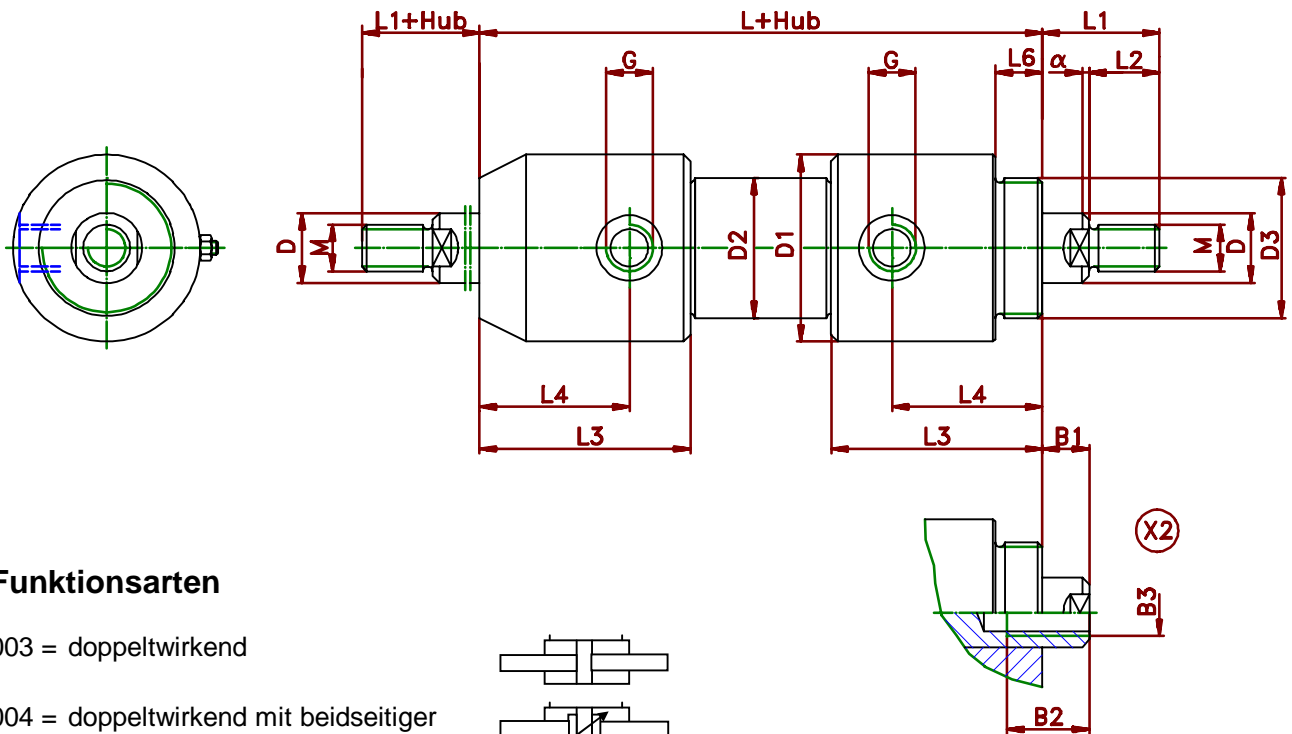 L1+Hub L+Hub L1
G G L6 α L2
D M D2 D1 M D D3
L4 L4
L3 L3 B1
X2
B3
B2
Funktionsarten
003 = doppeltwirkend
004 = doppeltwirkend mit beidseitiger